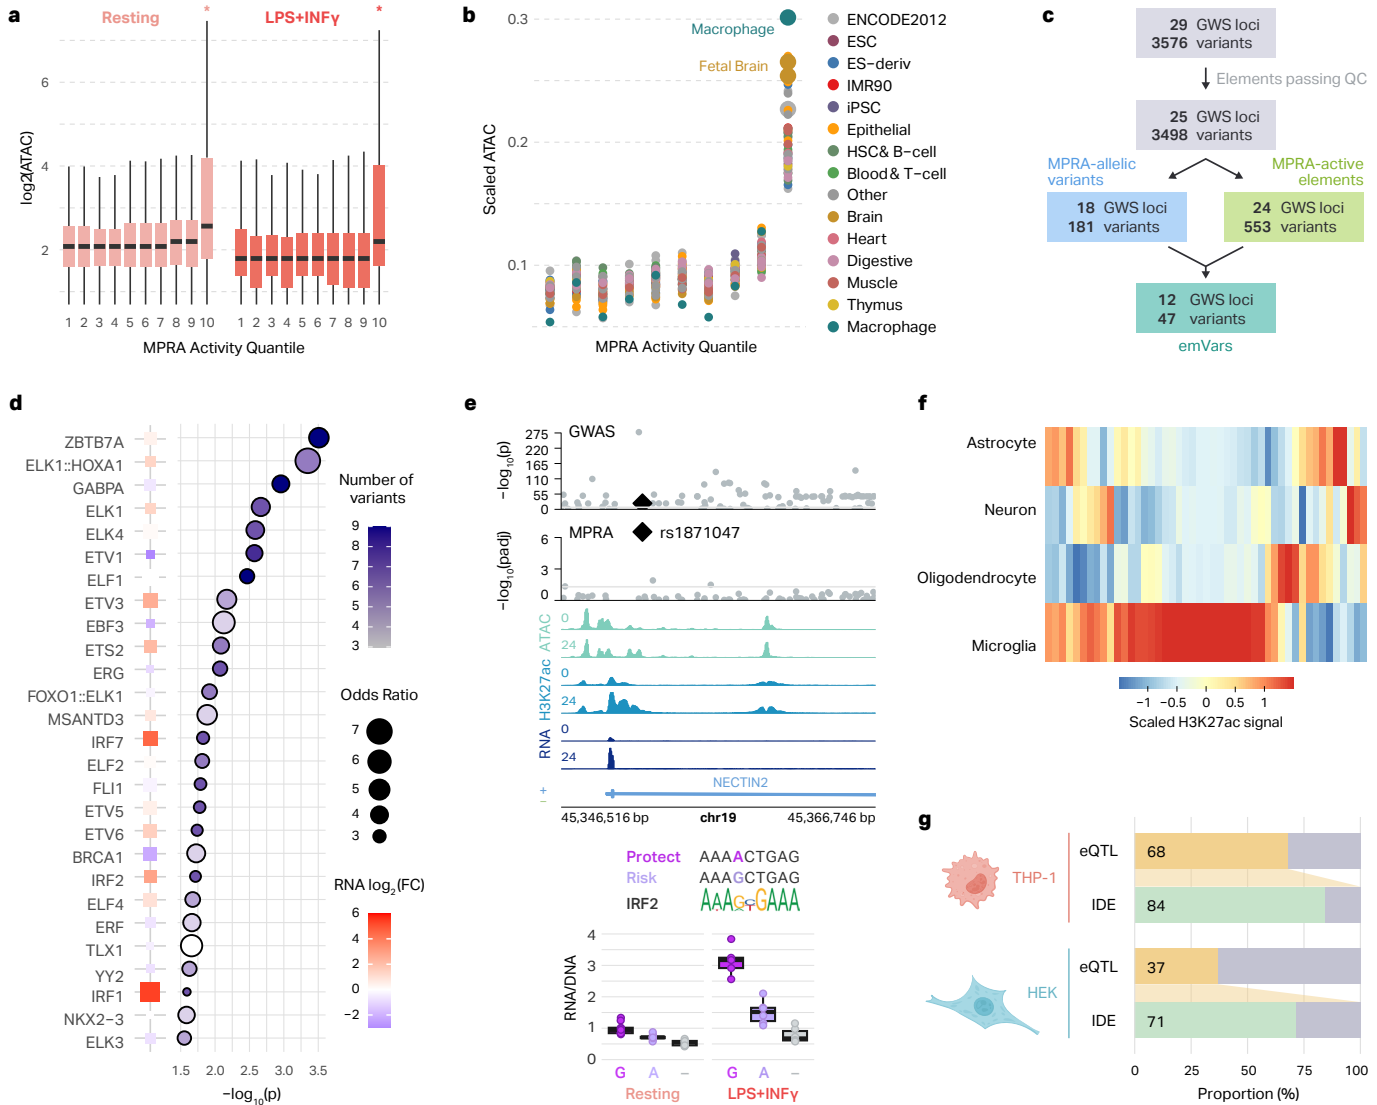 a
Resting
*
LPS+INFγ
*
log2(ATAC)
6
4
2
1 2 3 4 5 6 7 8 9 10
1 2 3 4 5 6 7 8 9 10
MPRA Activity Quantile
b
Scaled ATAC
0.3
0.2
0.1
Macrophage
Fetal Brain
MPRA Activity Quantile
ENCODE2012
ESC
ES-deriv
IMR90
iPSC
Epithelial
HSC& B-cell
Blood& T-cell
Other
Brain
Heart
Digestive
Muscle
Thymus
Macrophage
c
29 GWS loci
3576 variants
Elements passing QC
25 GWS loci
3498 variants
MPRA-allelic
variants
MPRA-active
elements
18 GWS loci
181 variants
24 GWS loci
553 variants
12 GWS loci
47 variants
emVars
d
ZBTB7A
ELK1::HOXA1
GABPA
ELK1
ELK4
ETV1
ELF1
ETV3
EBF3
ETS2
ERG
FOXO1::ELK1
MSANTD3
IRF7
ELF2
FLI1
ETV5
ETV6
BRCA1
IRF2
ELF4
ERF
TLX1
YY2
IRF1
NKX2−3
ELK3
1.5 2.0 2.5 3.0 3.5
−log10(p)
Number of
variants
9
8
7
6
5
4
3
Odds Ratio
7
6
5
4
3
RNA log2(FC)
6
4
2
0
−2
e
GWAS
−log10(p)
275
220
165
110
55
0
MPRA
rs1871047
−log10(padj)
6
3
0
ATAC
0
24
H3K27ac
0
24
RNA
0
24
+
−
NECTIN2
45,346,516 bp
chr19
45,366,746 bp
Protect AAAACTGAG
Risk AAAGCTGAG
IRF2
RNA/DNA
4
3
2
1
0
G A −
G A −
Resting
LPS+INFγ
f
Astrocyte
Neuron
Oligodendrocyte
Microglia
−1 −0.5 0 0.5 1
Scaled H3K27ac signal
g
THP-1
eQTL
68
IDE
84
HEK
eQTL
37
IDE
71
0 25 50 75 100
Proportion (%)